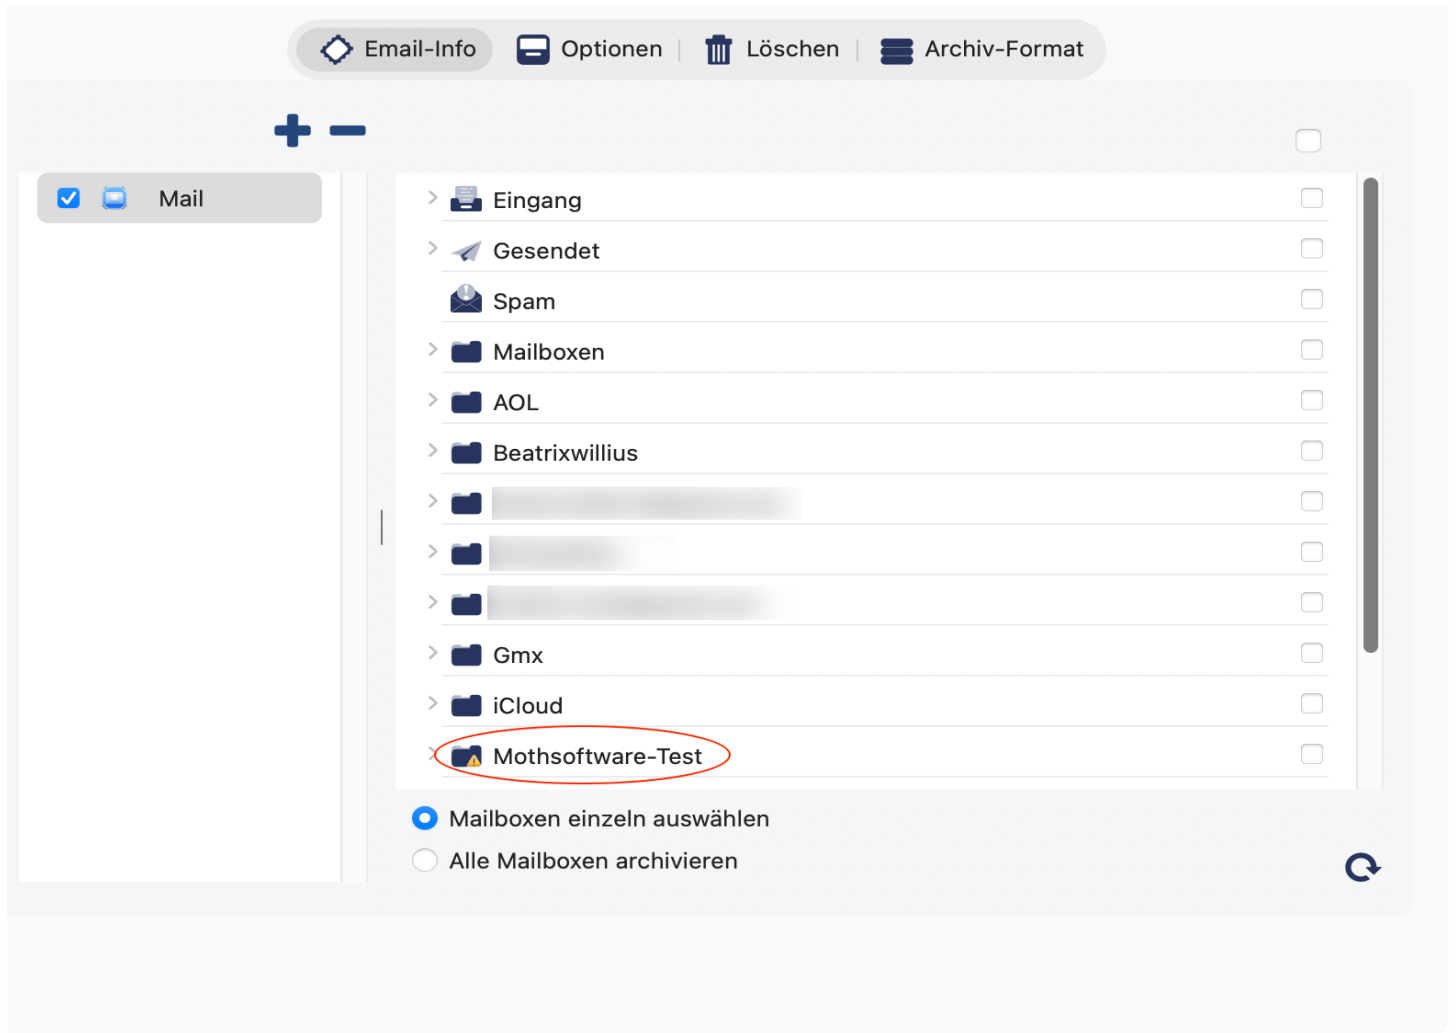 Email-Info Optionen Löschen Archiv-Format
Mail
Eingang
Gesendet
Spam
Mailboxen
AOL
Beatrixwillius
Gmx
iCloud
Mothsoftware-Test
Mailboxen einzeln auswählen
Alle Mailboxen archivieren